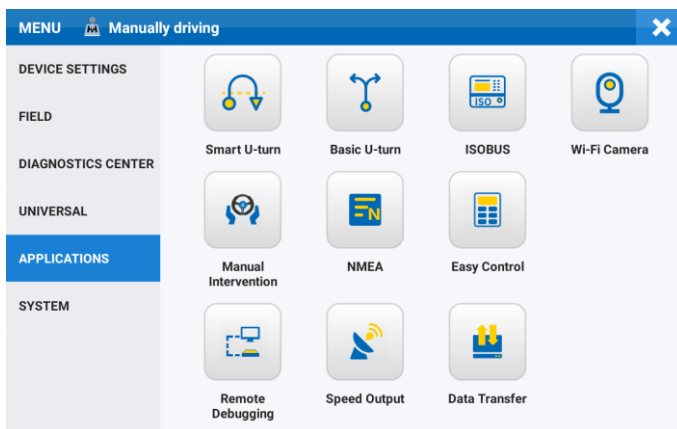 MENU M Manually driving
DEVICE SETTINGS
FIELD
DIAGNOSTICS CENTER
UNIVERSAL
APPLICATIONS
SYSTEM
Smart U-turn
Basic U-turn
ISO
ISOBUS
Wi-Fi Camera
Manual
Intervention
N
NMEA
Easy Control
Remote
Debugging
Speed Output
Data Transfer